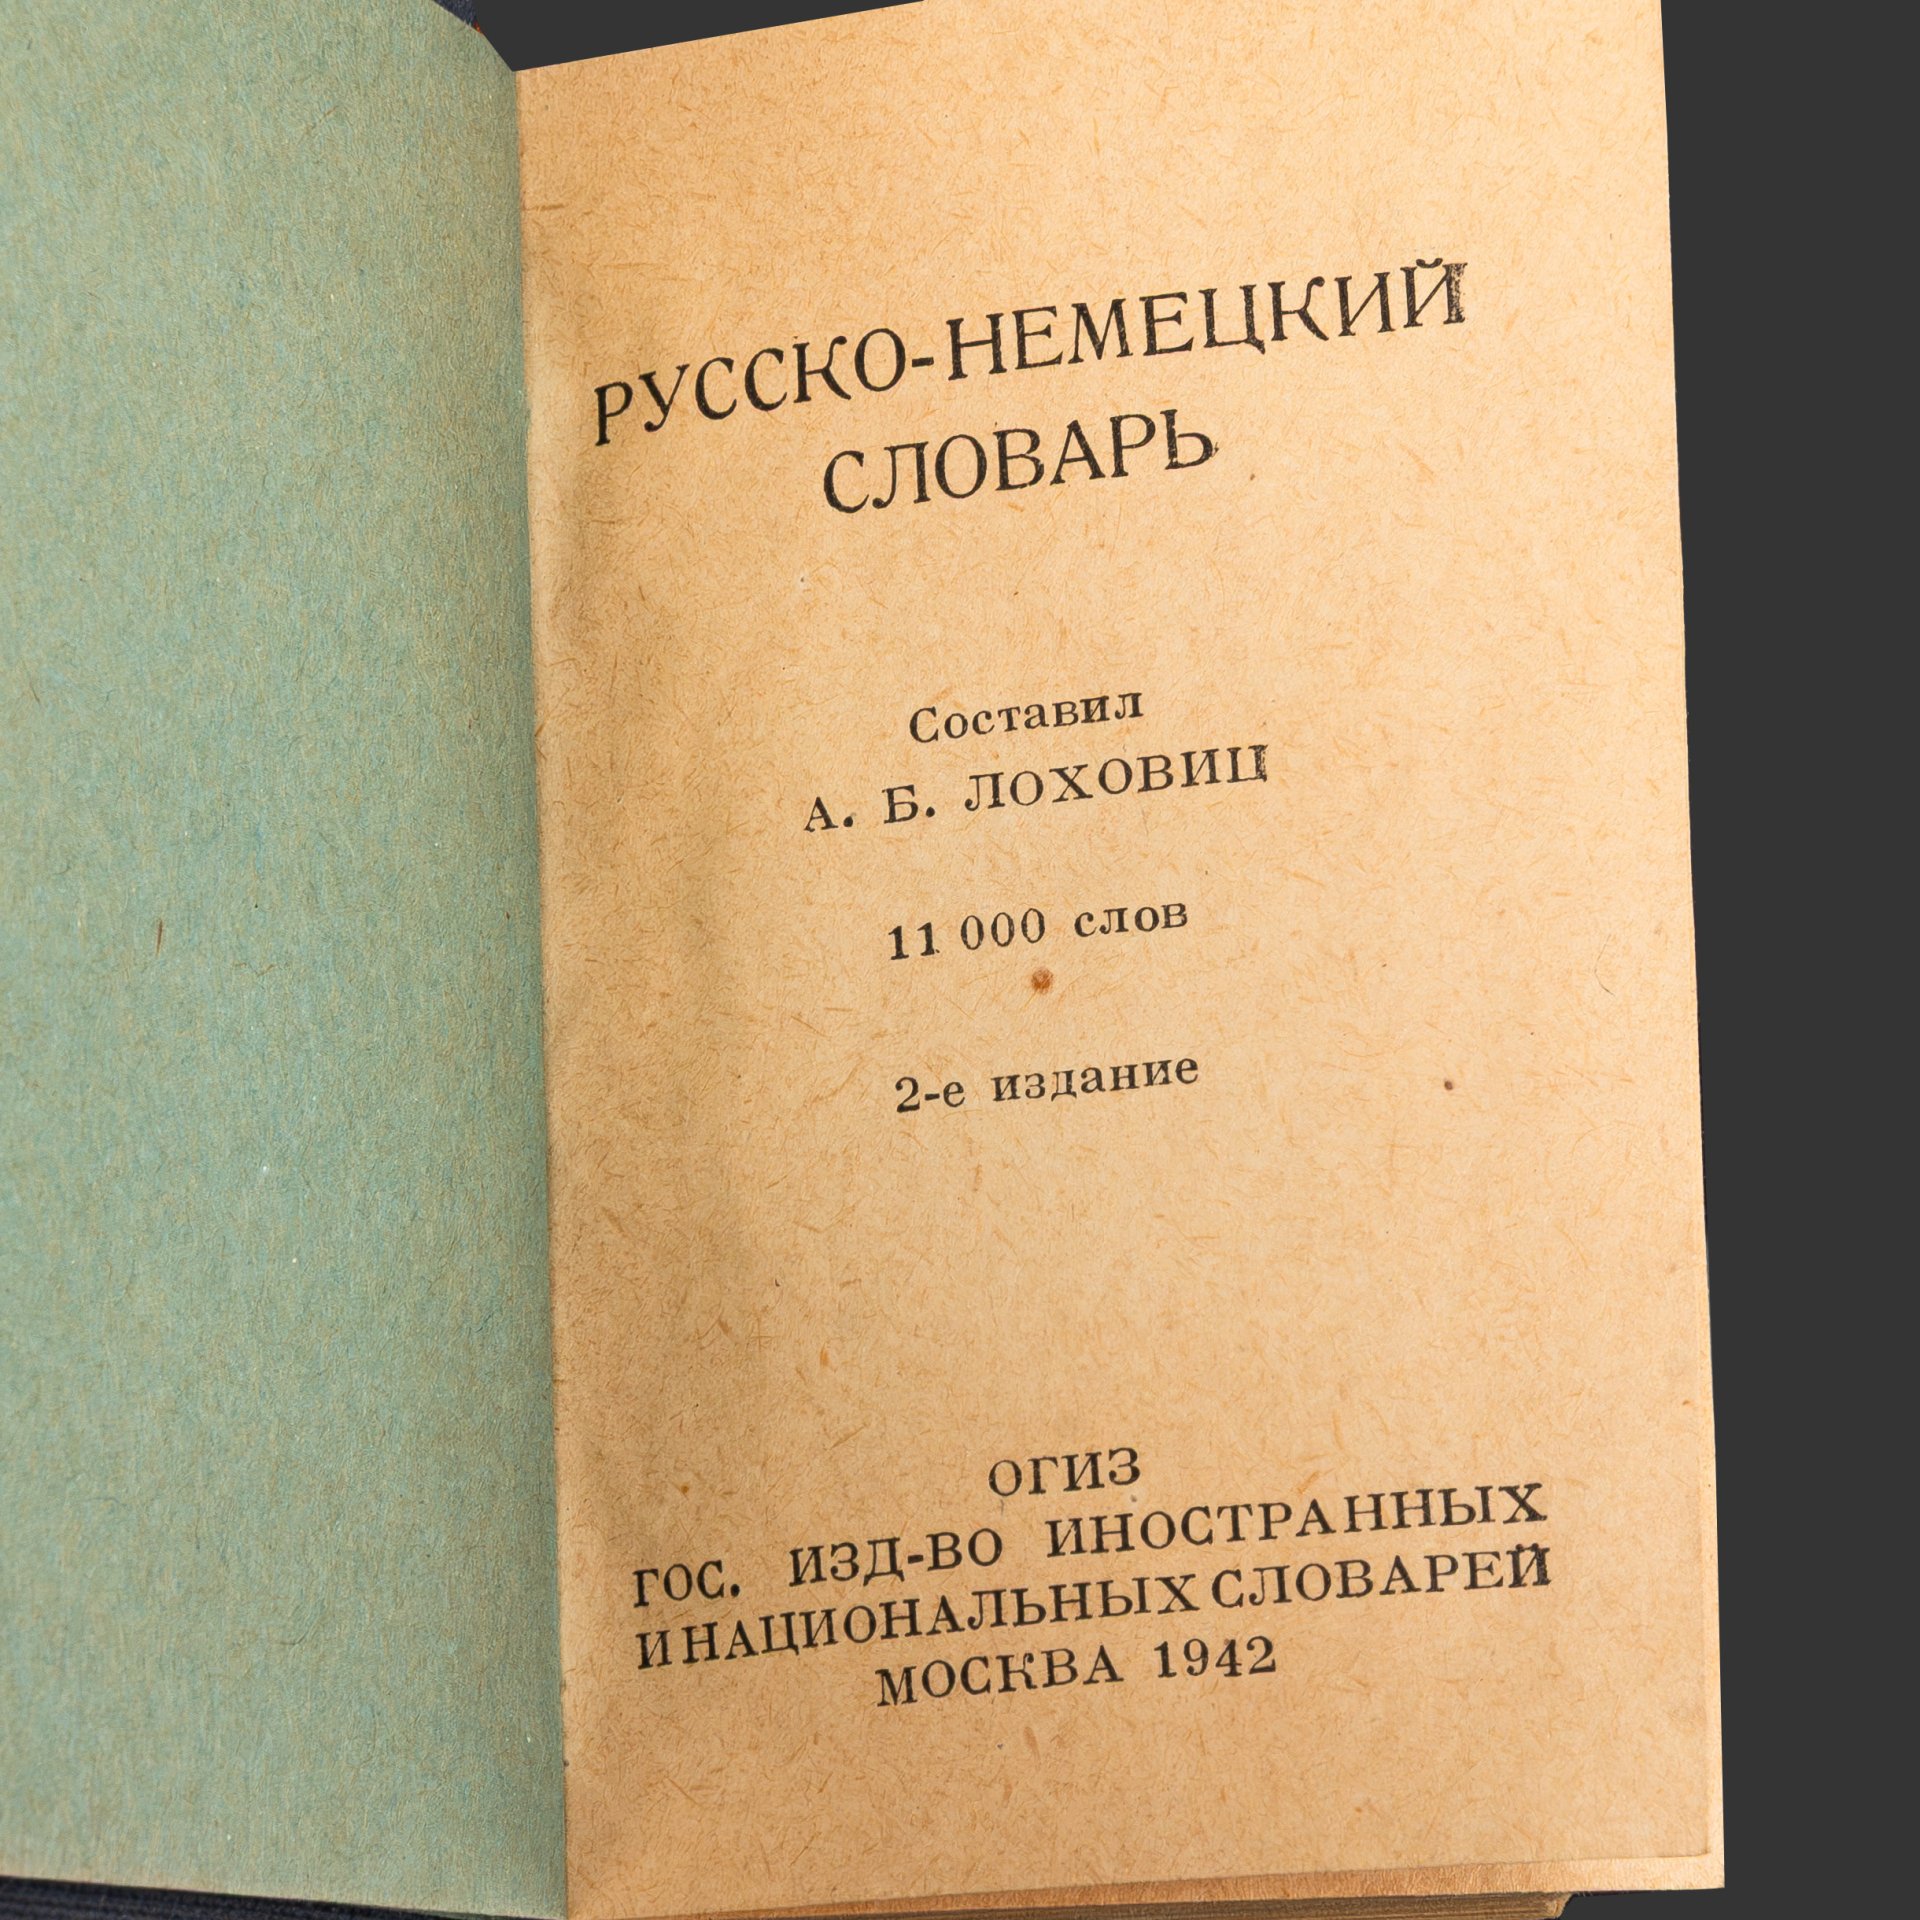 РУССКО-НЕМЕЦКИЙ
СЛОВАРЬ
Составил
А. Б. ЛОХОВИЦ
11 000 слов
2-е издание
ОГИЗ
ГОС. ИЗД-ВО ИНОСТРАННЫХ
И НАЦИОНАЛЬНЫХ СЛОВАРЕЙ
МОСКВА 1942